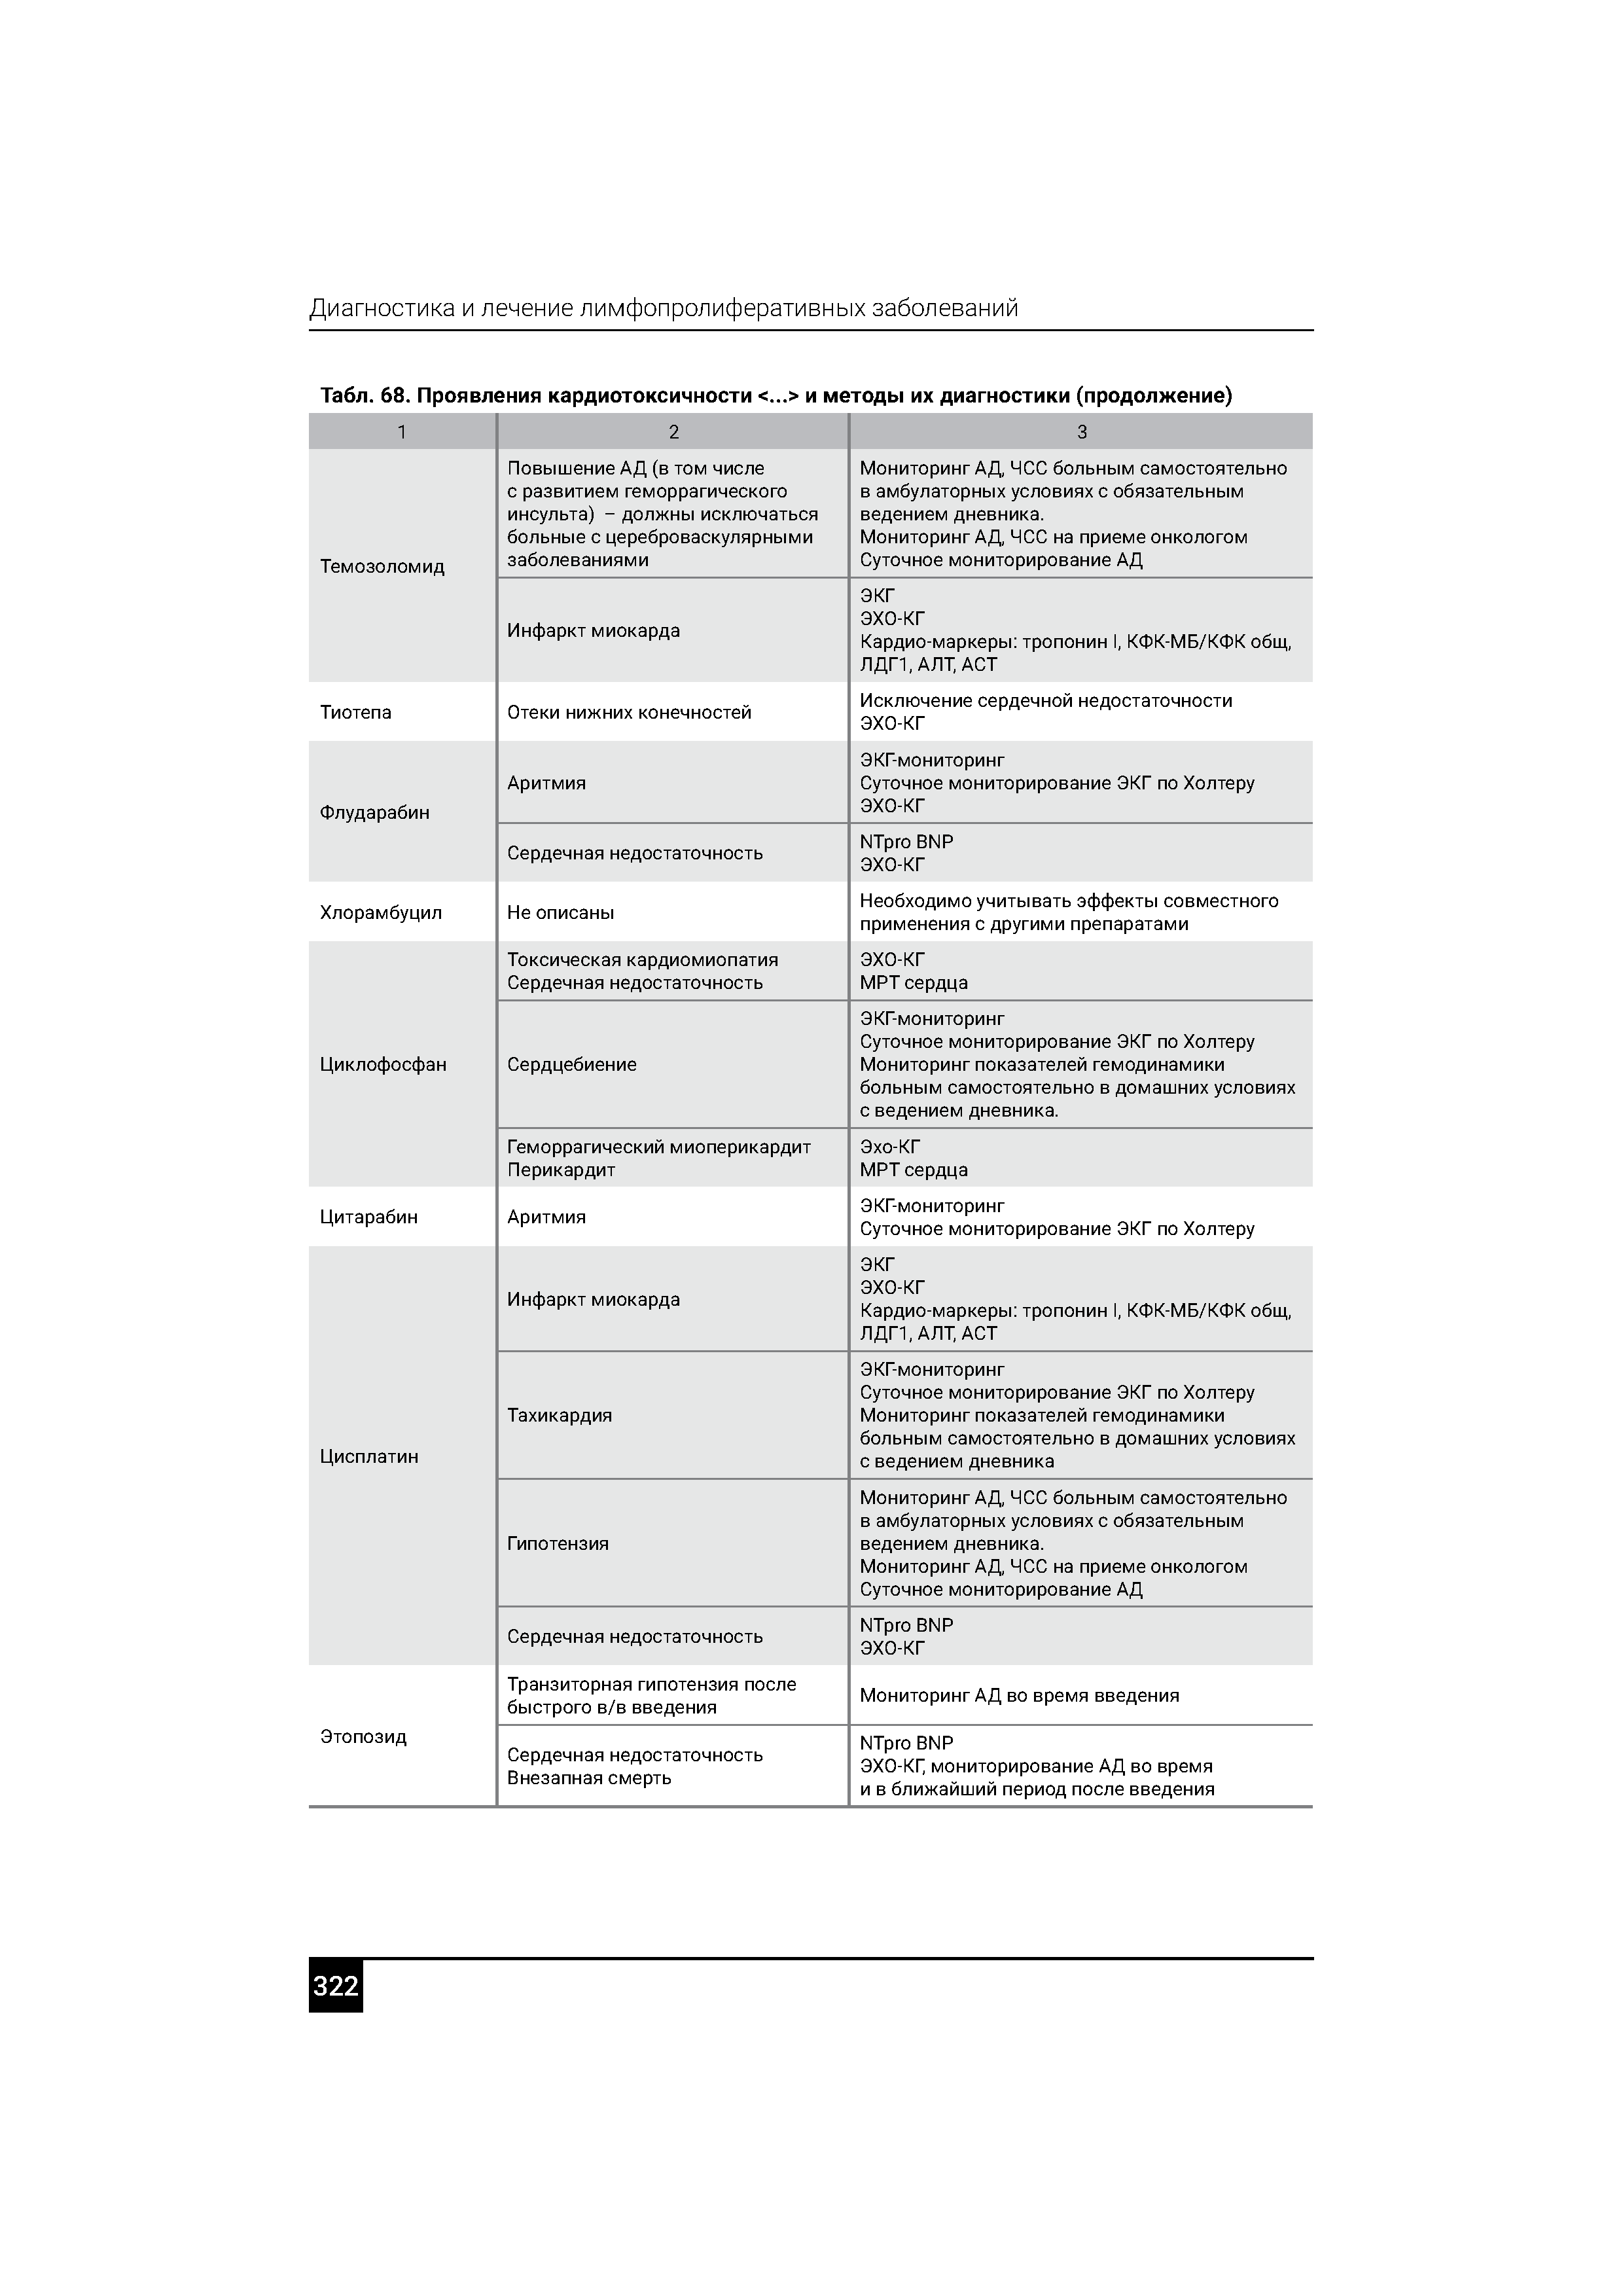 Диагностика и лечение лимфопролиферативных заболеваний
Табл. 68. Проявления кардиотоксичности <...> и методы их диагностики (продолжение)
1
2
3
Темозоломид
Повышение АД (в том числе
с развитием геморрагического
инсульта) – должны исключаться
больные с цереброваскулярными
заболеваниями
Мониторинг АД, ЧСС больным самостоятельно
в амбулаторных условиях с обязательным
ведением дневника.
Мониторинг АД, ЧСС на приеме онкологом
Суточное мониторирование АД
Инфаркт миокарда
ЭКГ
ЭХО-КГ
Кардио-маркеры: тропонин I, КФК-МБ/КФК общ,
ЛДГ1, АЛТ, АСТ
Тиотепа
Отеки нижних конечностей
Исключение сердечной недостаточности
ЭХО-КГ
Флударабин
Аритмия
ЭКГ-мониторинг
Суточное мониторирование ЭКГ по Холтеру
ЭХО-КГ
Сердечная недостаточность
NTpro BNP
ЭХО-КГ
Хлорамбуцил
Не описаны
Необходимо учитывать эффекты совместного
применения с другими препаратами
Циклофосфан
Токсическая кардиомиопатия
Сердечная недостаточность
ЭХО-КГ
МРТ сердца
Сердцебиение
ЭКГ-мониторинг
Суточное мониторирование ЭКГ по Холтеру
Мониторинг показателей гемодинамики
больным самостоятельно в домашних условиях
с ведением дневника.
Геморрагический миоперикардит
Перикардит
Эхо-КГ
МРТ сердца
Цитарабин
Аритмия
ЭКГ-мониторинг
Суточное мониторирование ЭКГ по Холтеру
Цисплатин
Инфаркт миокарда
ЭКГ
ЭХО-КГ
Кардио-маркеры: тропонин I, КФК-МБ/КФК общ,
ЛДГ1, АЛТ, АСТ
Тахикардия
ЭКГ-мониторинг
Суточное мониторирование ЭКГ по Холтеру
Мониторинг показателей гемодинамики
больным самостоятельно в домашних условиях
с ведением дневника
Гипотензия
Мониторинг АД, ЧСС больным самостоятельно
в амбулаторных условиях с обязательным
ведением дневника.
Мониторинг АД, ЧСС на приеме онкологом
Суточное мониторирование АД
Сердечная недостаточность
NTpro BNP
ЭХО-КГ
Этопозид
Транзиторная гипотензия после
быстрого в/в введения
Мониторинг АД во время введения
Сердечная недостаточность
Внезапная смерть
NTpro BNP
ЭХО-КГ, мониторирование АД во время
и в ближайший период после введения
322